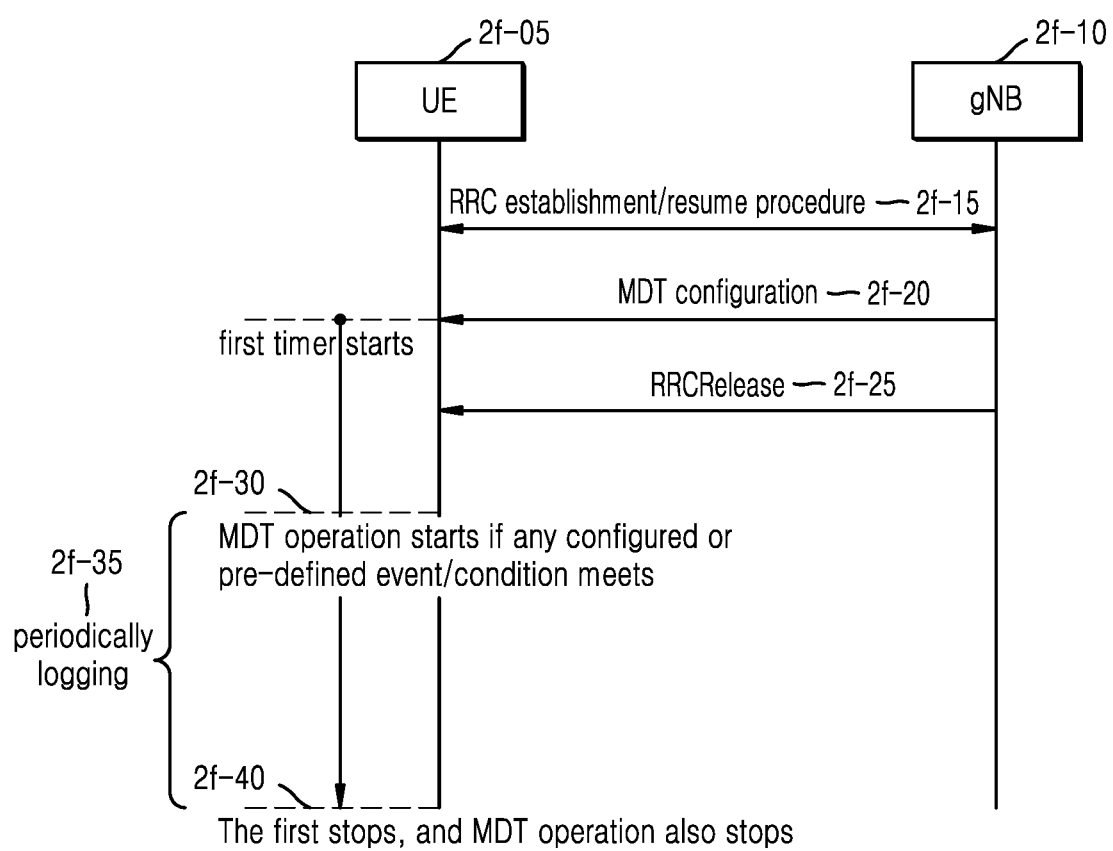 2f-05
2f-10
UE
gNB
RRC establishment/resume procedure 2f-15
MDT configuration 2f-20
first timer starts
RRCRelease 2f-25
2f-30
MDT operation starts if any configured or
pre-defined event/condition meets
2f-35
periodically
logging
2f-40
The first stops, and MDT operation also stops